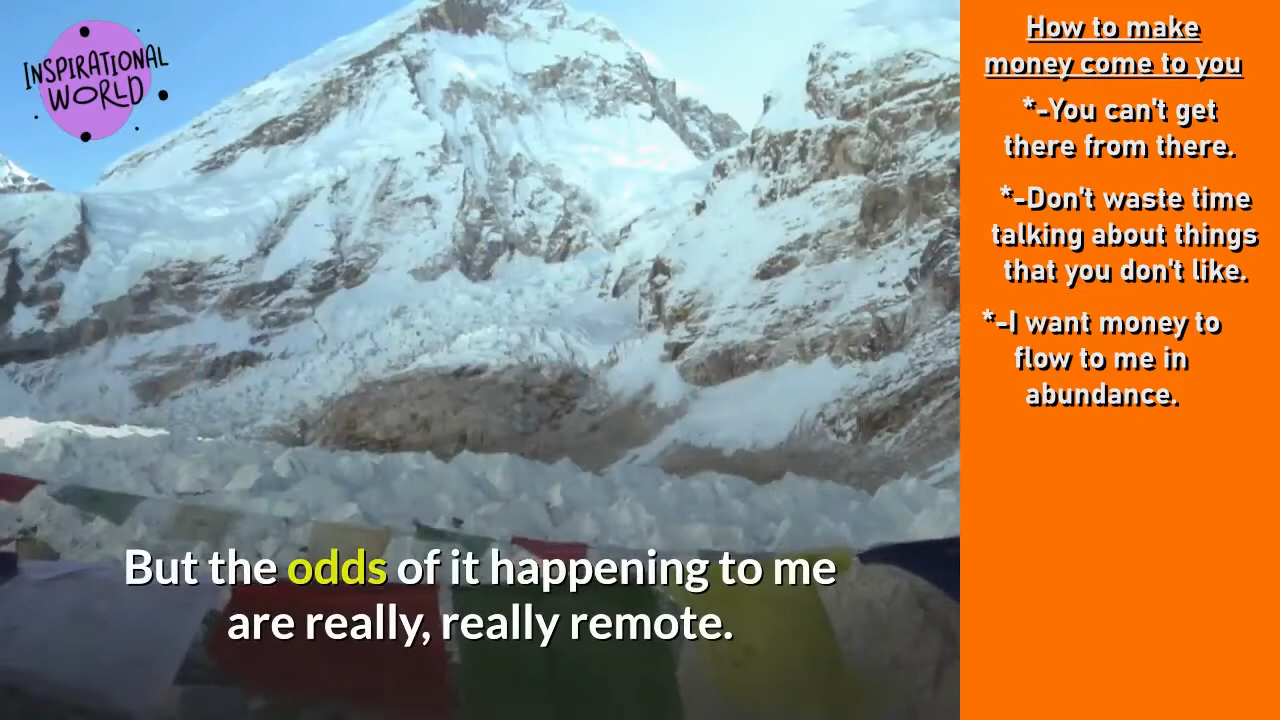 INSPIRATIONAL
WORLD
How to make
money come to you
*-You can't get
there from there.
*-Don't waste time
talking about things
that you don't like.
*-I want money to
flow to me in
abundance.
But the odds of it happening to me
are really, really remote.